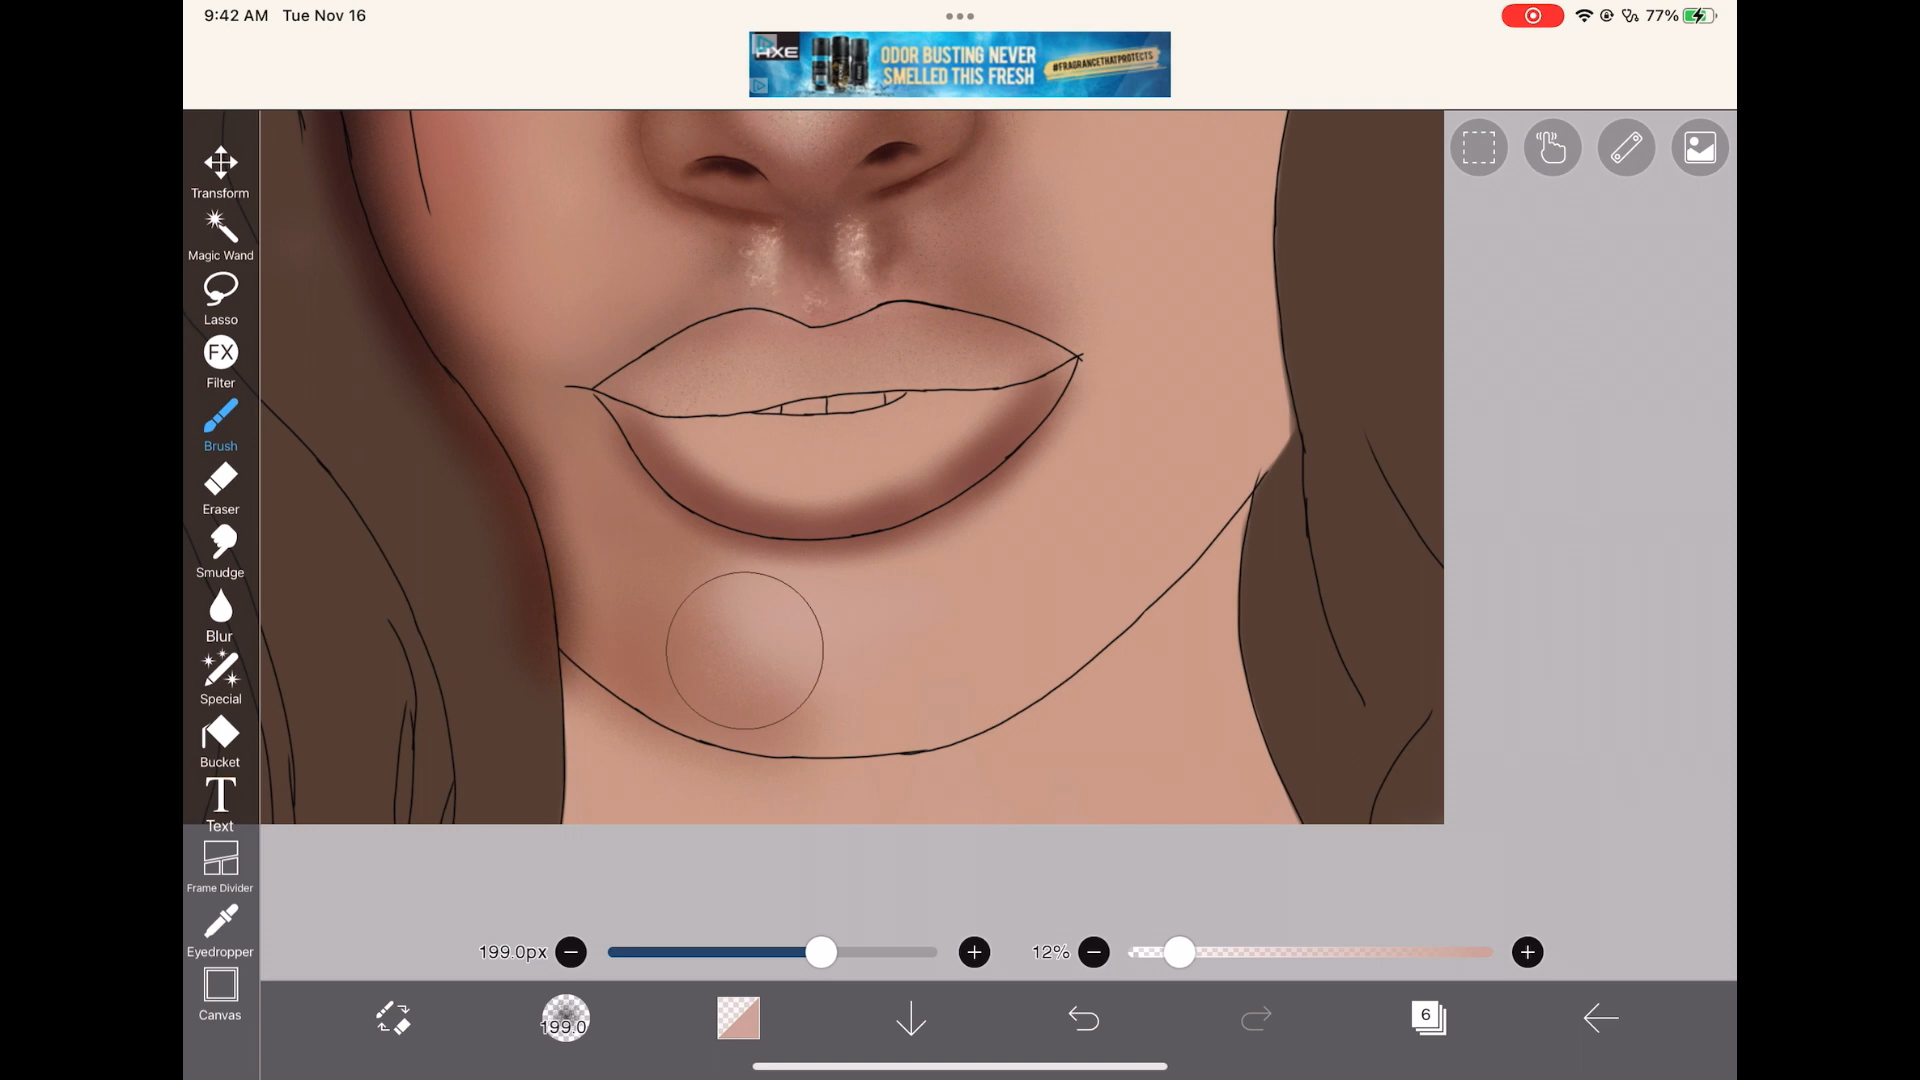 9:42 AM Tue Nov 16
77%
AXE
ODOR BUSTING NEVER
SMELLED THIS FRESH
#FRAGRANCETHATPROTECTS
Transform
Magic Wand
Lasso
FX
Filter
Brush
Eraser
Smudge
Blur
Special
Bucket
T
Text
Frame Divider
Eyedropper
Canvas
199.0px
12%
199.0
6